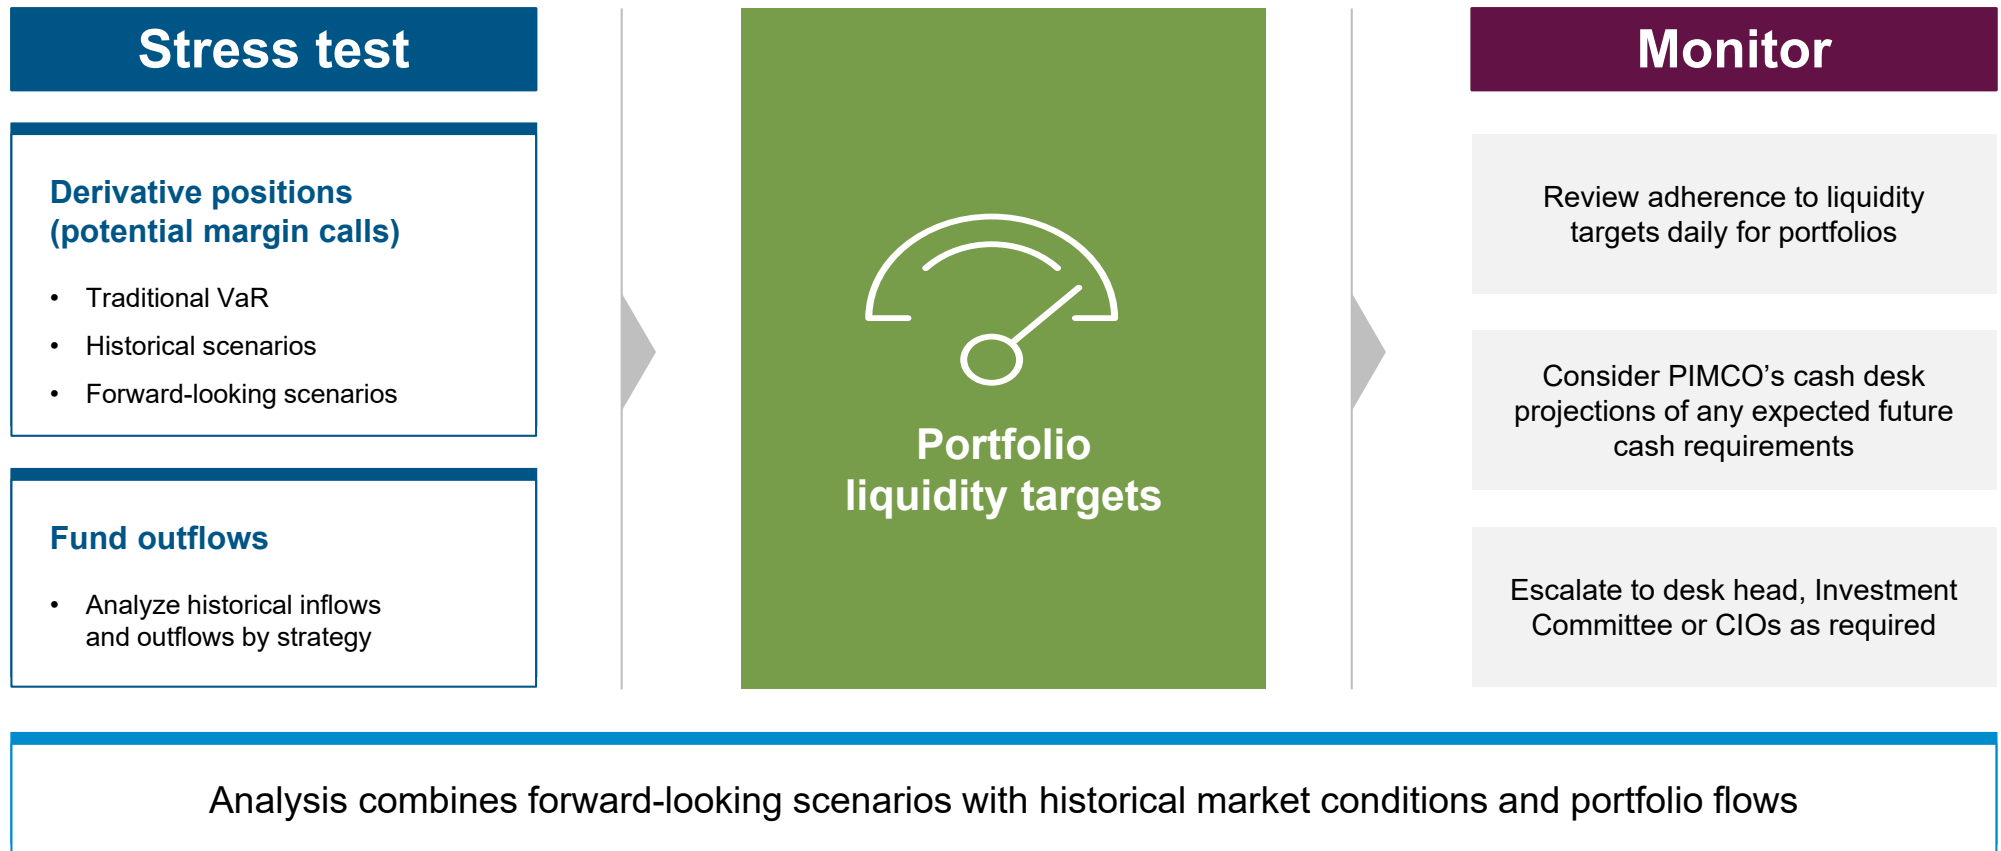 Stress test
Derivative positions
(potential margin calls)
• Traditional VaR
• Historical scenarios
• Forward-looking scenarios
Fund outflows
• Analyze historical inflows
and outflows by strategy
Portfolio
liquidity targets
Monitor
Review adherence to liquidity
targets daily for portfolios
Consider PIMCO’s cash desk
projections of any expected future
cash requirements
Escalate to desk head, Investment
Committee or CIOs as required
Analysis combines forward-looking scenarios with historical market conditions and portfolio flows